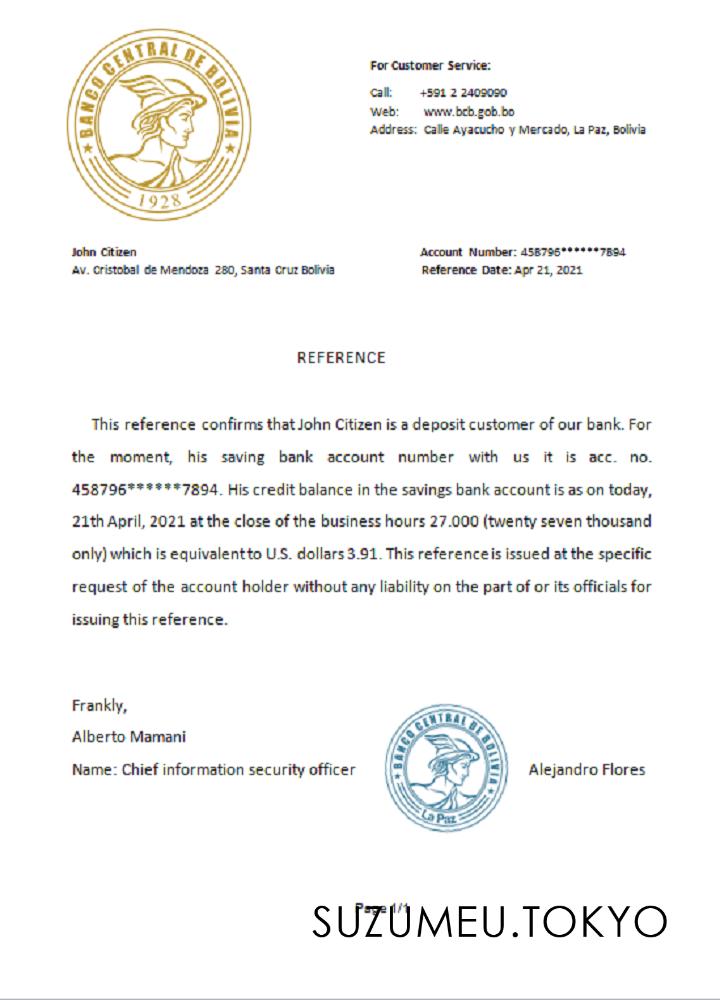 BANCO CENTRAL DE BOLIVIA
1928
For Customer Service:
Call: +591 2 2409090
Web: www.bcb.gob.bo
Address: Calle Ayacucho y Mercado, La Paz, Bolivia
John Citizen
Av. Cristobal de Mendoza 280, Santa Cruz Bolivia
Account Number: 458796******7894
Reference Date: Apr 21, 2021
REFERENCE
This reference confirms that John Citizen is a deposit customer of our bank. For
the moment, his saving bank account number with us it is acc. no.
458796******7894. His credit balance in the savings bank account is as on today,
21th April, 2021 at the close of the business hours 27.000 (twenty seven thousand
only) which is equivalent to U.S. dollars 3.91. This reference is issued at the specific
request of the account holder without any liability on the part of or its officials for
issuing this reference.
Frankly,
Alberto Mamani
Name: Chief information security officer
BANCO CENTRAL DE BOLIVIA
La Paz
Alejandro Flores
Page 1/1
SUZUMEU.TOKYO